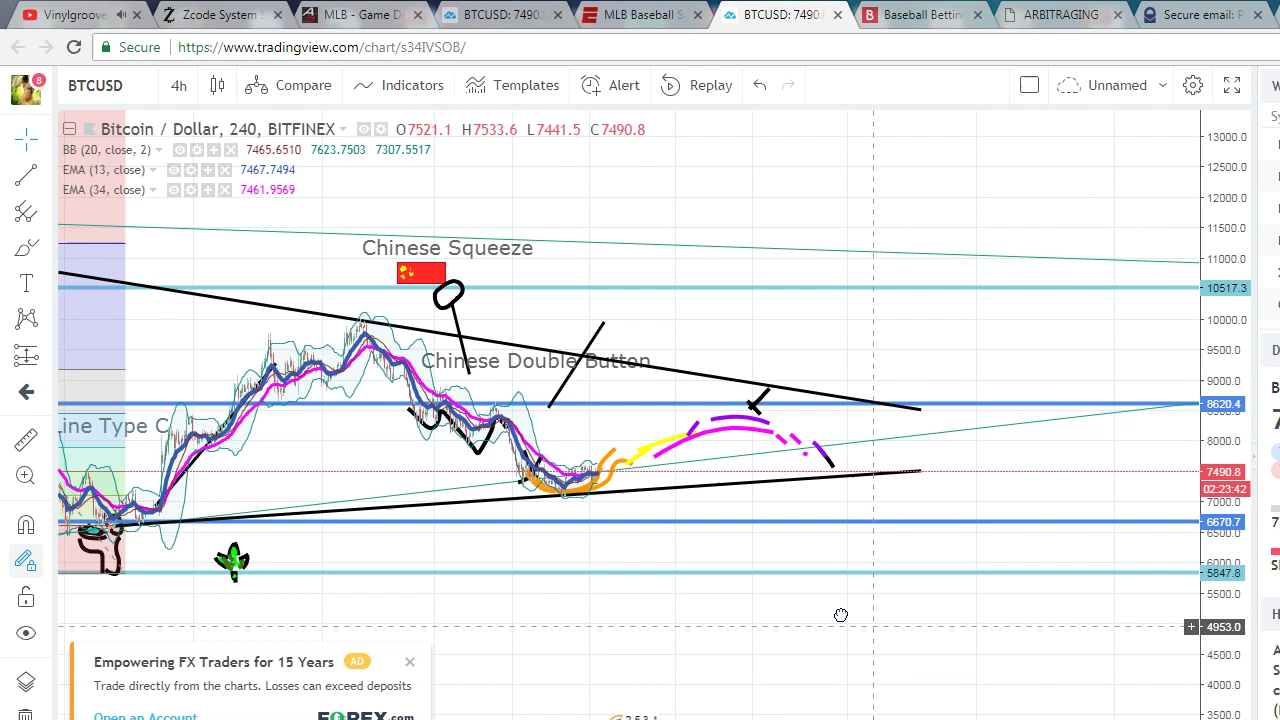 Vinylgroove
Zcode System
MLB - Game D
BTCUSD: 7490.
MLB Baseball S
BTCUSD: 7490.
Baseball Bettin
ARBITRAGING
Secure email: P
Secure | https://www.tradingview.com/chart/s34IVSOB/
8
BTCUSD 4h Compare Indicators Templates Alert Replay Unnamed
Bitcoin / Dollar, 240, BITFINEX O7521.1 H7533.6 L7441.5 C7490.8
BB (20, close, 2) 7465.6510 7623.7503 7307.5517
EMA (13, close) 7467.7494
EMA (34, close) 7461.9569
Chinese Squeeze
Chinese Double Button
ine Type C
13000.0
12500.0
12000.0
11500.0
11000.0
10517.3
10000.0
9500.0
9000.0
8620.4
8000.0
7490.8
02:23:42
7000.0
6670.7
6500.0
6000.0
5847.8
5500.0
4953.0
4500.0
4000.0
3500.0
Empowering FX Traders for 15 Years AD
Trade directly from the charts. Losses can exceed deposits
Open an Account FOREX.com